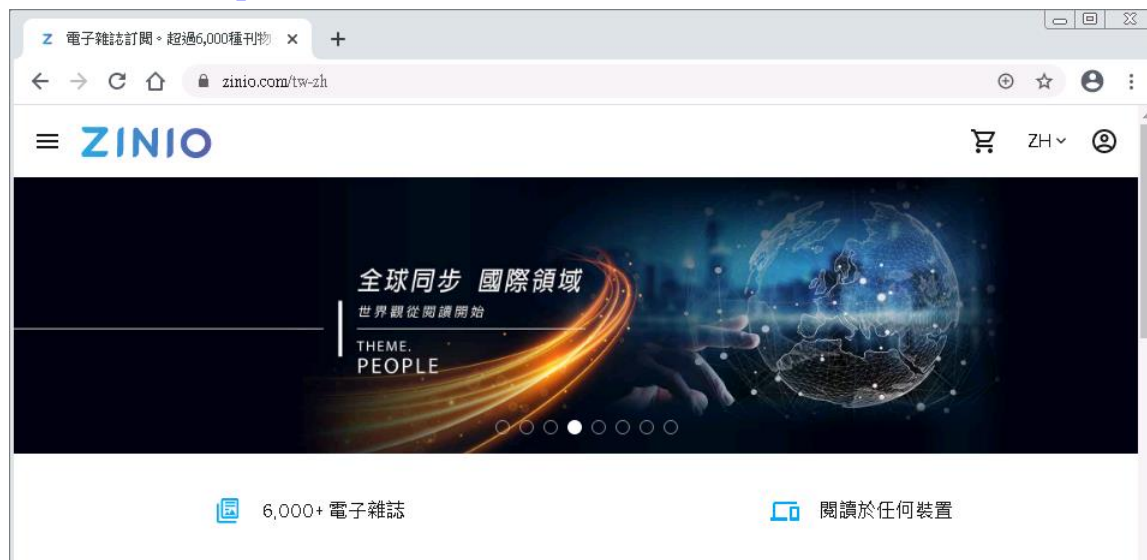 Z 電子雜誌訂閱。超過6,000種刊物
zinio.com/tw-zh
ZINIO
ZH
全球同步 國際領域
世界觀從閱讀開始
THEME.
PEOPLE
6,000+ 電子雜誌
閱讀於任何裝置